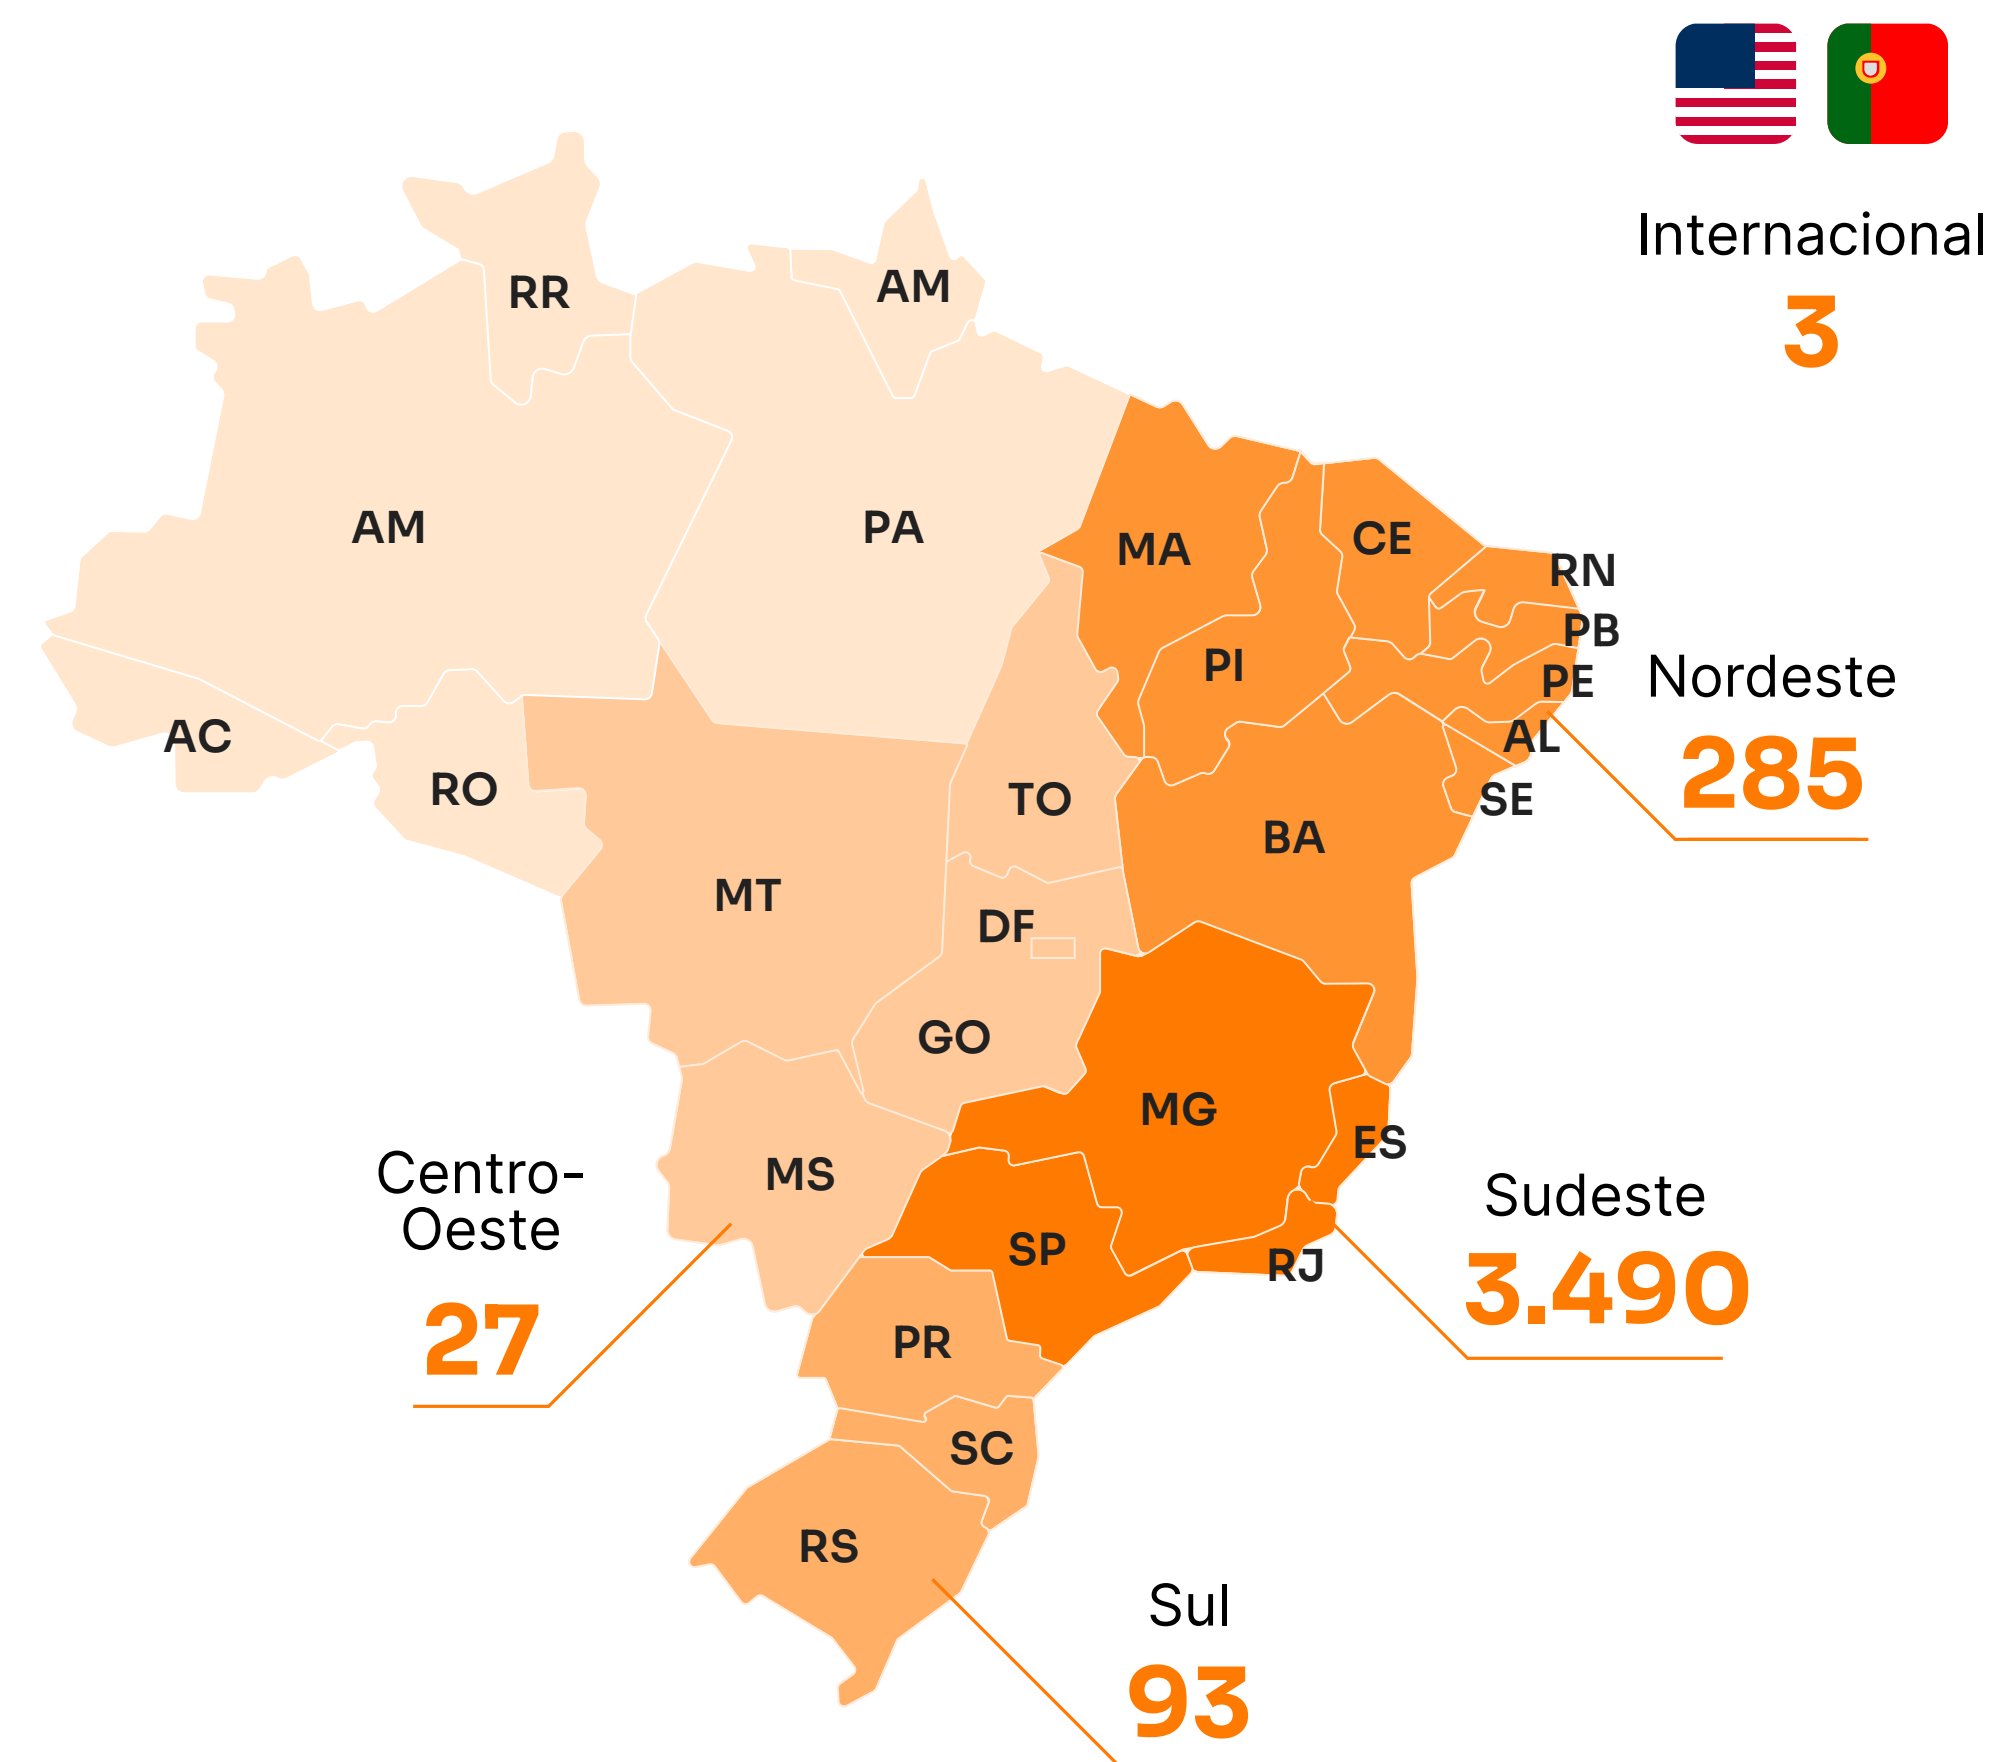 Internacional
3
RR
AM
AM
PA
MA
CE
RN
PB
PI
PE
Nordeste
285
AC
AL
RO
TO
SE
BA
MT
DF
GO
MG
ES
Centro-
Oeste
27
MS
Sudeste
3.490
SP
RJ
PR
SC
RS
Sul
93